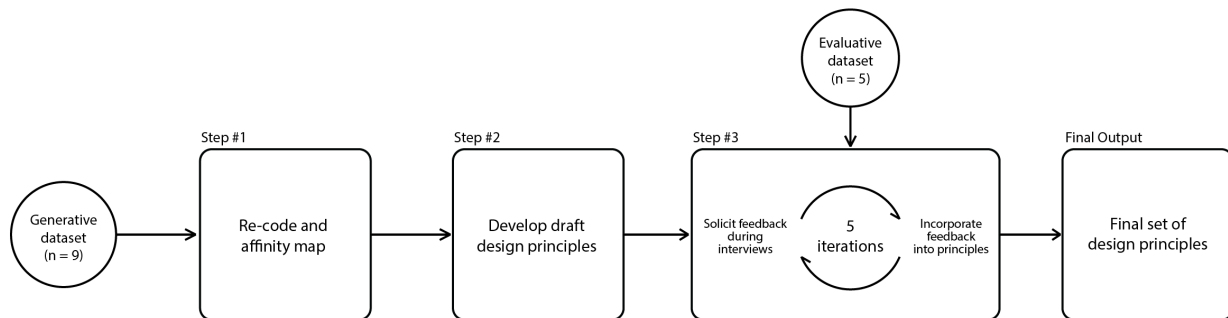 Evaluative
dataset
(n = 5)
Step #1
Step #2
Step #3
Final Output
Generative
dataset
(n = 9)
Re-code and
affinity map
Develop draft
design principles
Solicit feedback
during
interviews
5
iterations
Incorporate
feedback
into principles
Final set of
design principles